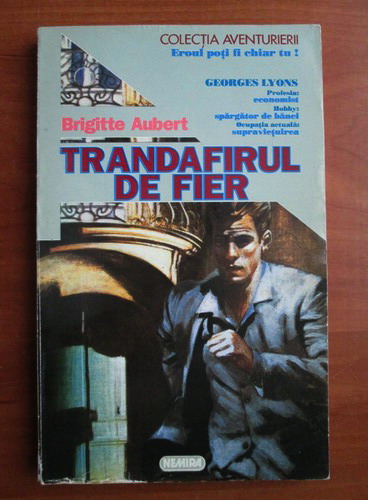 COLECȚIA AVENTURIERII
Eroul poți fi chiar tu !
GEORGES LYONS
Profesia:
economist
Hobby:
spărgător de bănci
Ocupația actuală:
supraviețuirea
Brigitte Aubert
TRANDAFIRUL
DE FIER
NEMIRA